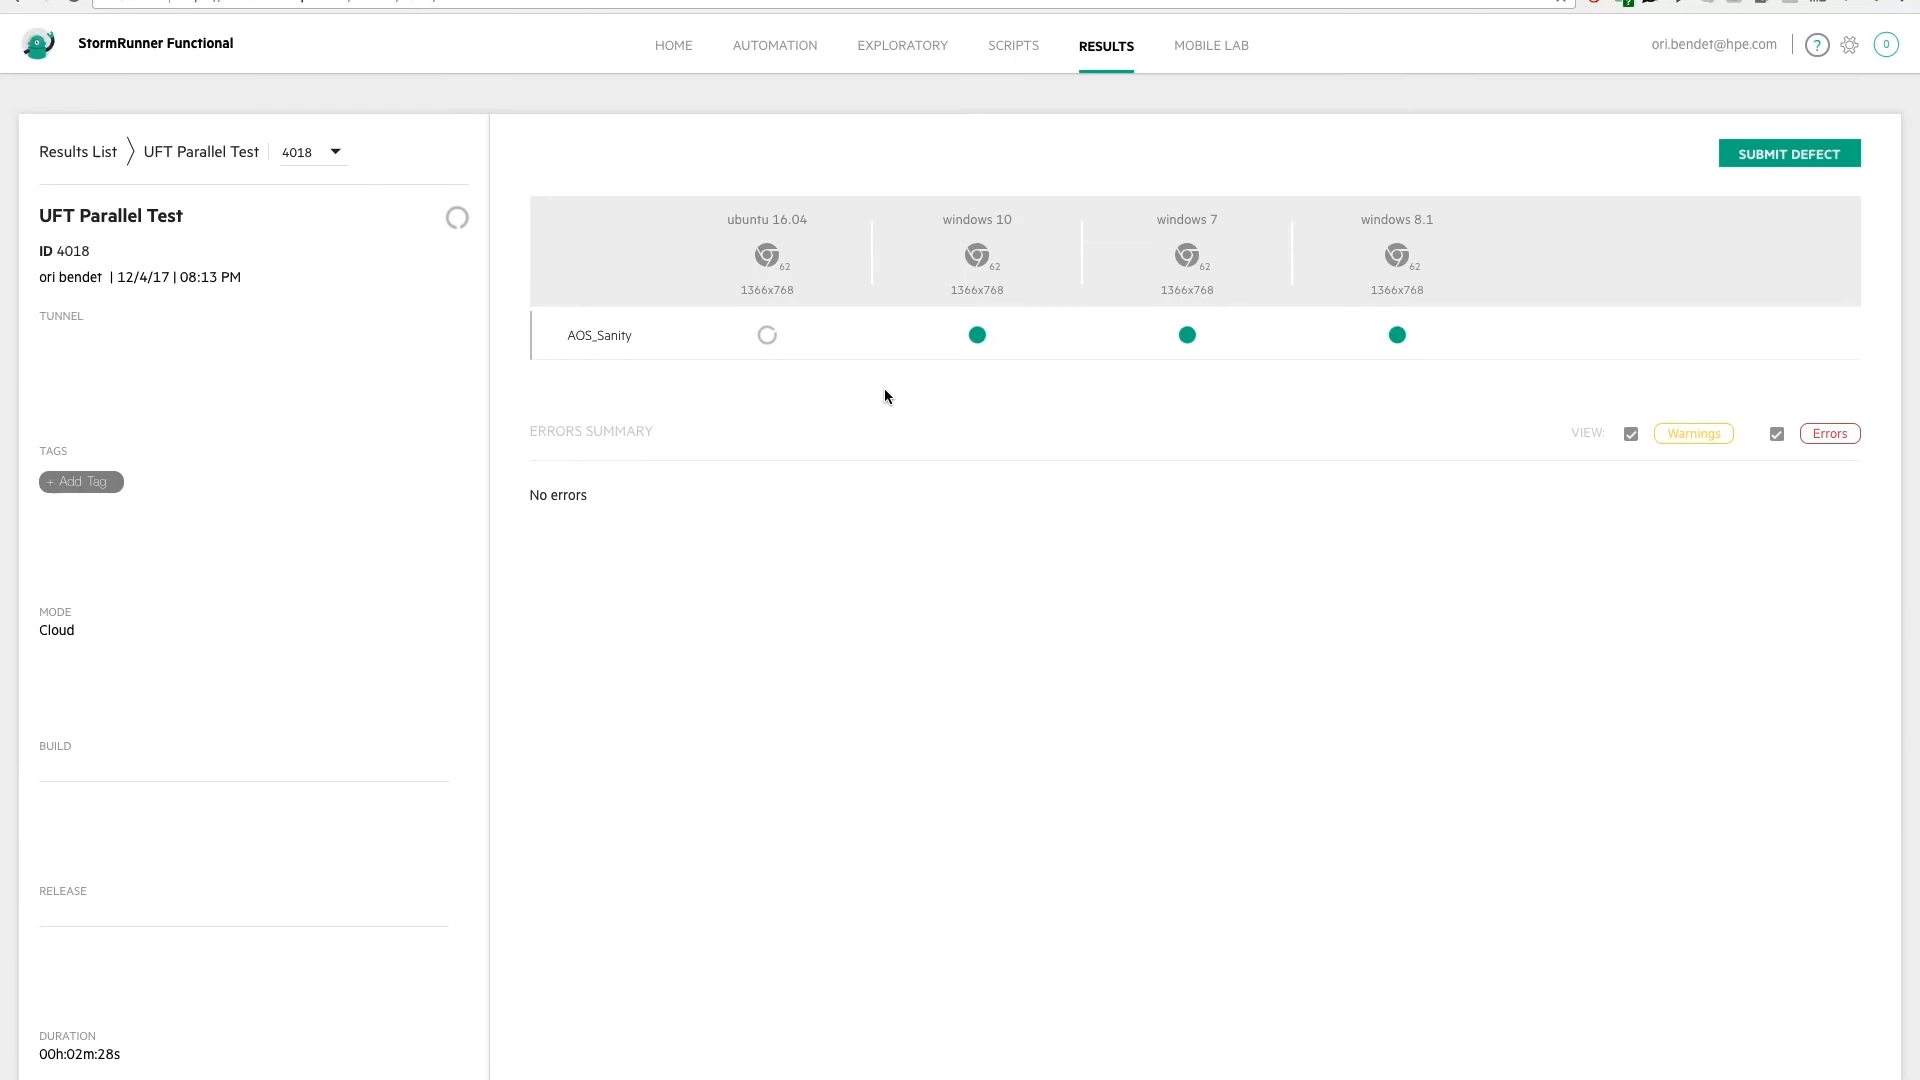 StormRunner Functional
HOME AUTOMATION EXPLORATORY SCRIPTS RESULTS MOBILE LAB
ori.bendet@hpe.com ? 0
Results List UFT Parallel Test 4018
SUBMIT DEFECT
UFT Parallel Test
ID 4018
ori bendet | 12/4/17 | 08:13 PM
TUNNEL
TAGS
+ Add Tag
MODE
Cloud
BUILD
RELEASE
DURATION
00h:02m:28s
ubuntu 16.04 windows 10 windows 7 windows 8.1
62 62 62 62
1366x768 1366x768 1366x768 1366x768
AOS_Sanity
ERRORS SUMMARY
VIEW: Warnings Errors
No errors